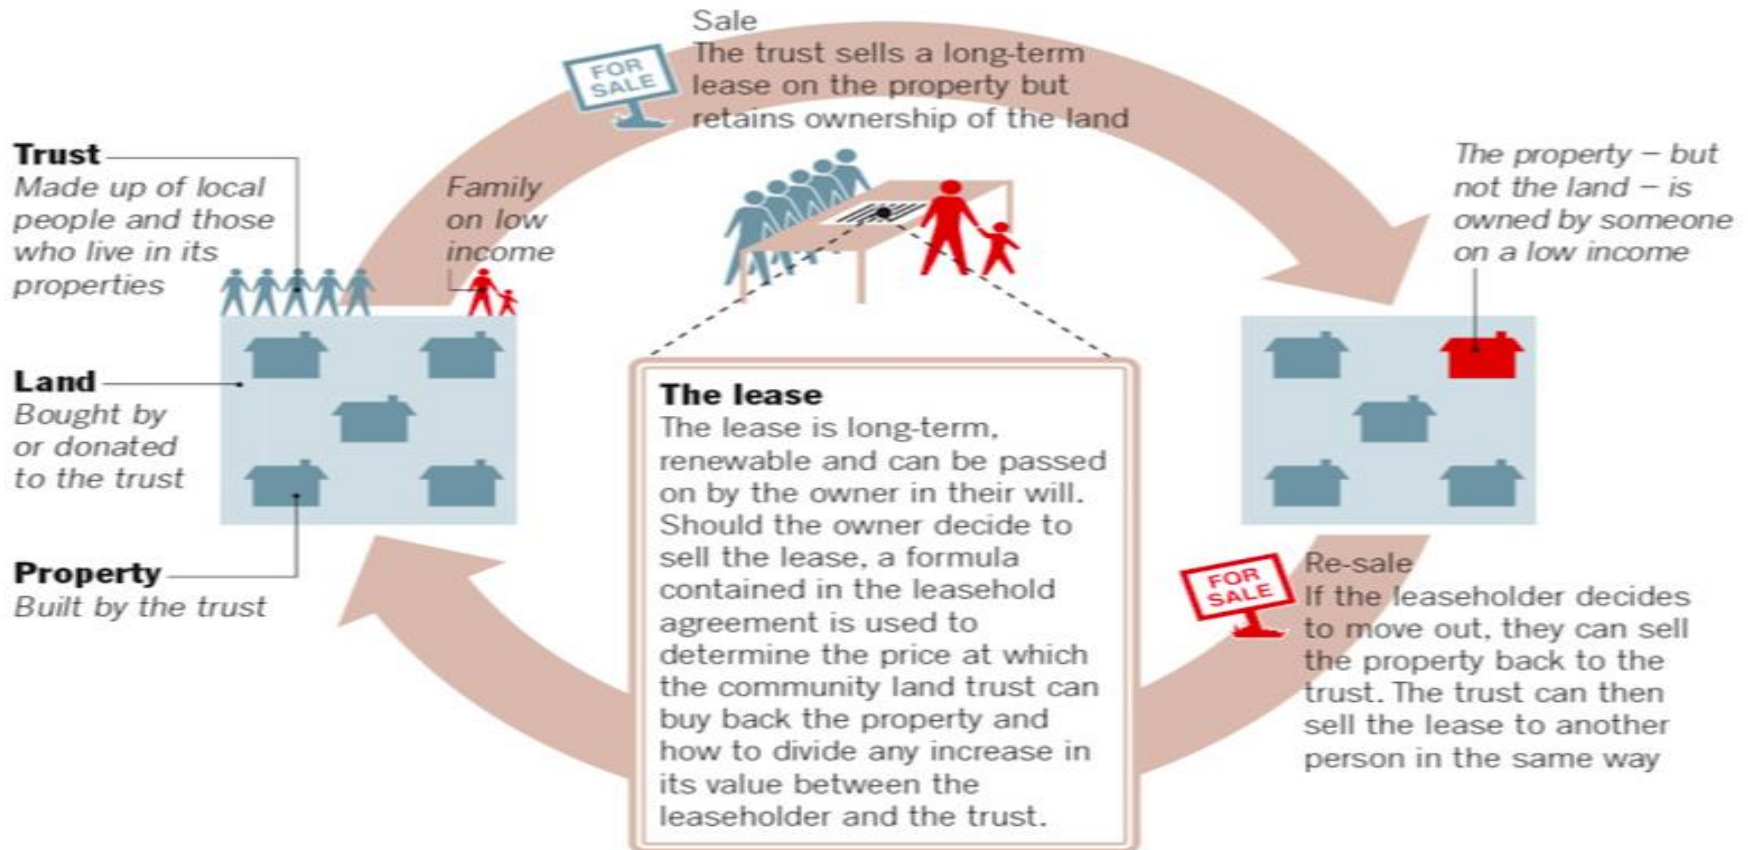 Sale
The trust sells a long-term
lease on the property but
retains ownership of the land
FOR
SALE
Trust
Made up of local
people and those
who live in its
properties
Family
on low
income
The property – but
not the land – is
owned by someone
on a low income
Land
Bought by
or donated
to the trust
Property
Built by the trust
The lease
The lease is long-term,
renewable and can be passed
on by the owner in their will.
Should the owner decide to
sell the lease, a formula
contained in the leasehold
agreement is used to
determine the price at which
the community land trust can
buy back the property and
how to divide any increase in
its value between the
leaseholder and the trust.
FOR
SALE
Re-sale
If the leaseholder decides
to move out, they can sell
the property back to the
trust. The trust can then
sell the lease to another
person in the same way